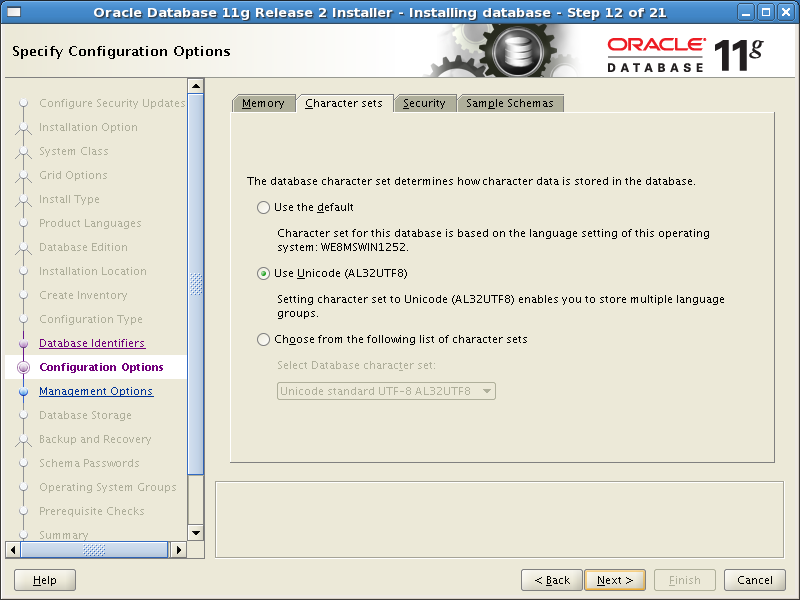 Oracle Database 11g Release 2 Installer - Installing database - Step 12 of 21
Specify Configuration Options
ORACLE
DATABASE
11g
Configure Security Updates
Installation Option
System Class
Grid Options
Install Type
Product Languages
Database Edition
Installation Location
Create Inventory
Configuration Type
Database Identifiers
Configuration Options
Management Options
Database Storage
Backup and Recovery
Schema Passwords
Operating System Groups
Prerequisite Checks
Summary
Memory
Character sets
Security
Sample Schemas
The database character set determines how character data is stored in the database.
Use the default
Character set for this database is based on the language setting of this operating
system: WE8MSWIN1252.
Use Unicode (AL32UTF8)
Setting character set to Unicode (AL32UTF8) enables you to store multiple language
groups.
Choose from the following list of character sets
Select Database character set:
Unicode standard UTF-8 AL32UTF8
Help
< Back
Next >
Finish
Cancel